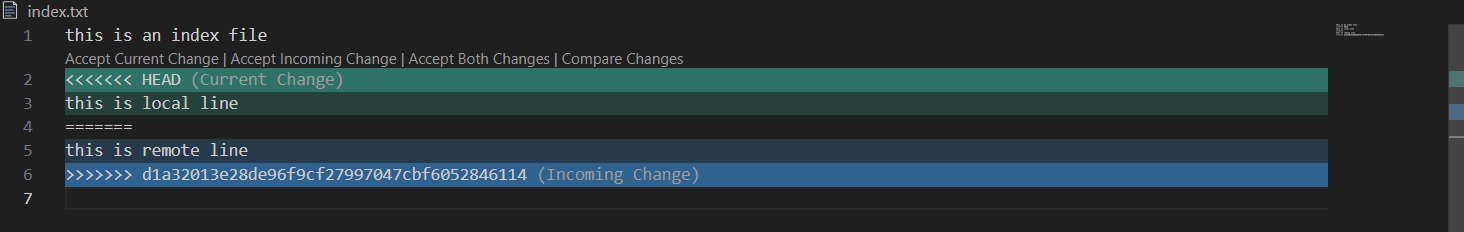 index.txt
1 this is an index file
Accept Current Change | Accept Incoming Change | Accept Both Changes | Compare Changes
2 <<<<<<< HEAD (Current Change)
3 this is local line
4 =======
5 this is remote line
6 >>>>>>> d1a32013e28de96f9cf27997047cbf6052846114 (Incoming Change)
7